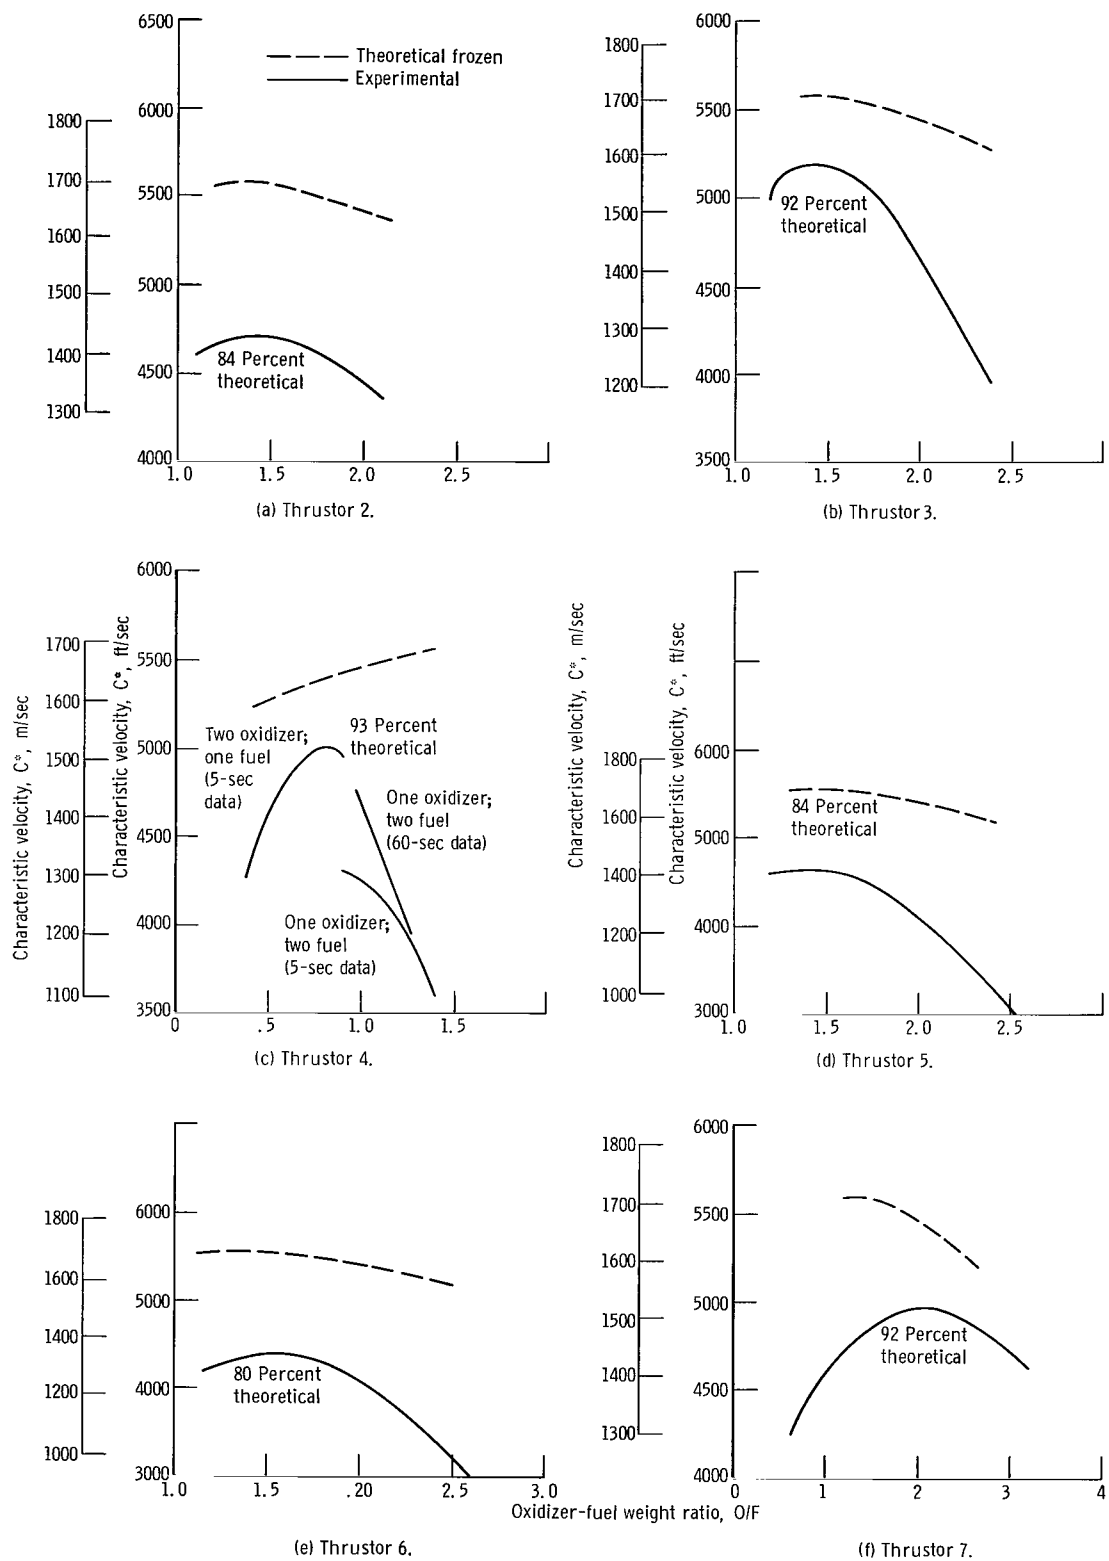 6500
6000
5500
5000
4500
4000
1800
1700
1600
1500
1400
1300
Theoretical frozen
Experimental
84 Percent
theoretical
1.0
1.5
2.0
2.5
(a) Thrustor 2.
6000
5500
5000
4500
4000
3500
1800
1700
1600
1500
1400
1300
1200
92 Percent
theoretical
1.0
1.5
2.0
2.5
(b) Thrustor 3.
Characteristic velocity, C*, m/sec
1700
1600
1500
1400
1300
1200
1100
Characteristic velocity, C*, ft/sec
6000
5500
5000
4500
4000
3500
Two oxidizer;
one fuel
(5-sec
data)
93 Percent
theoretical
One oxidizer;
two fuel
(60-sec data)
One oxidizer;
two fuel
(5-sec data)
0
.5
1.0
1.5
(c) Thrustor 4.
Characteristic velocity, C*, m/sec
1800
1600
1400
1200
1000
Characteristic velocity, C*, ft/sec
6000
5000
4000
3000
84 Percent
theoretical
1.0
1.5
2.0
2.5
(d) Thrustor 5.
1800
1600
1400
1200
1000
6000
5000
4000
3000
80 Percent
theoretical
1.0
1.5
.20
2.5
3.0
(e) Thrustor 6.
1800
1700
1600
1500
1400
1300
6000
5500
5000
4500
4000
92 Percent
theoretical
0
1
2
3
4
Oxidizer-fuel weight ratio, O/F
(f) Thrustor 7.